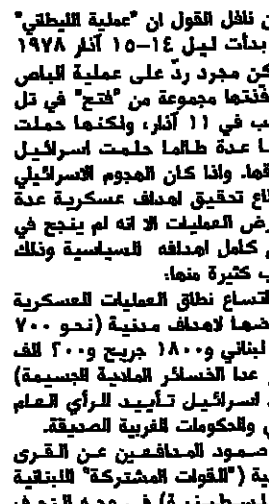 ن نافل القول ان "عملية الليطاني"
بدأت ليل ١٤-١٥ آذار ١٩٧٨
كن مجرد ردّ على عملية الباص
فّذتها مجموعة من "فتح" في تل
ب في ١١ آذار، ولكنها حملت
ا عدة طالما حلمت اسرائيل
قها. واذا كان الهجوم الاسرائيلي
اع تحقيق اهداف عسكرية عدة
رض العمليات الا انه لم ينجح في
م كامل اهدافه السياسية وذلك
ب كثيرة منها:
تساع نطاق العمليات العسكرية
ضها لاهداف مدنية (نحو ٧٠٠
لبناني و١٨٠٠ جريح و٢٠٠ الف
عدا الخسائر المادية الجسيمة)
اسرائيل تأييد الرأي العام
ي والحكومات الغربية الصديقة.
صمود المدافعين عن القرى
ية ("القوات المشتركة" اللبنانية